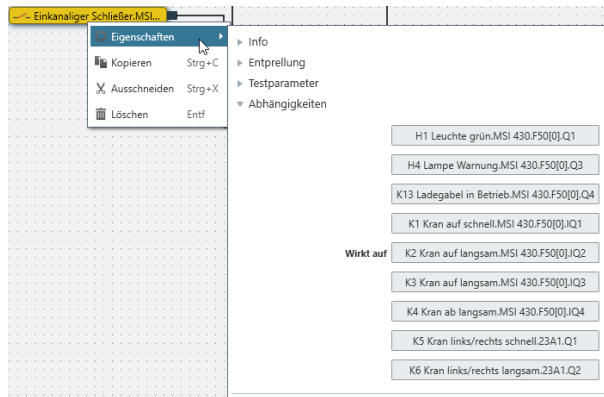 Einkanaliger Schließer.MSI...
Eigenschaften
Kopieren Strg+C
Ausschneiden Strg+X
Löschen Entf
Info
Entprellung
Testparameter
Abhängigkeiten
H1 Leuchte grün.MSI 430.F50[0].Q1
H4 Lampe Warnung.MSI 430.F50[0].Q3
K13 Ladegabel in Betrieb.MSI 430.F50[0].Q4
K1 Kran auf schnell.MSI 430.F50[0].IQ1
Wirkt auf K2 Kran auf langsam.MSI 430.F50[0].IQ2
K3 Kran auf langsam.MSI 430.F50[0].IQ3
K4 Kran ab langsam.MSI 430.F50[0].IQ4
K5 Kran links/rechts schnell.23A1.Q1
K6 Kran links/rechts langsam.23A1.Q2